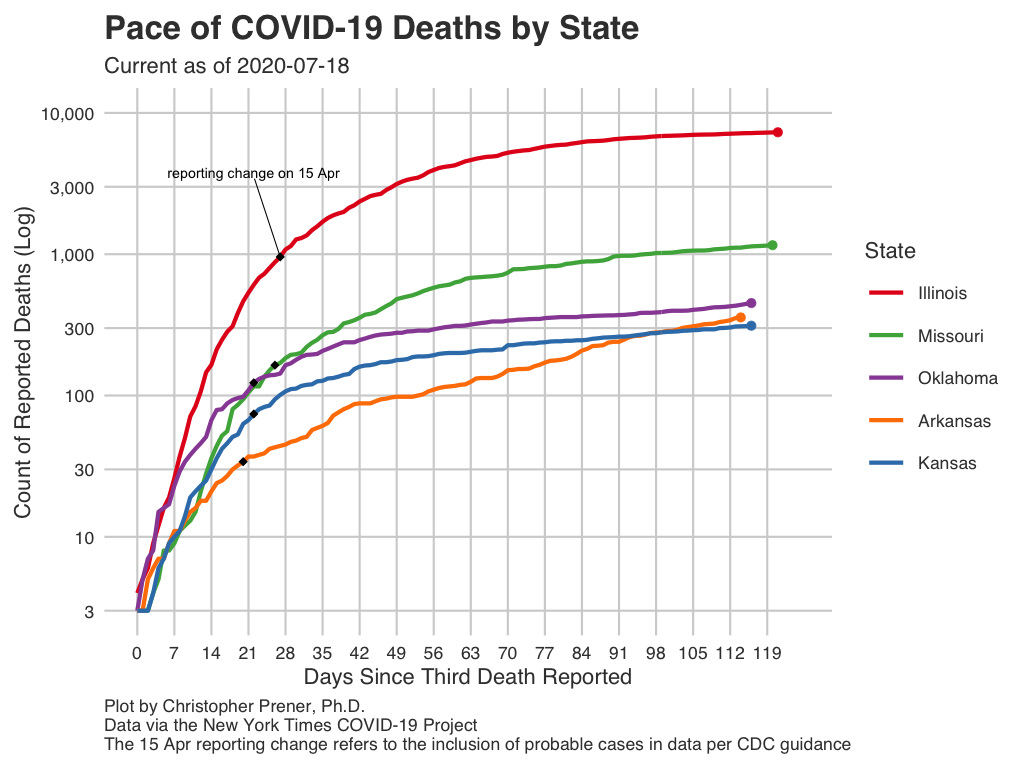 Pace of COVID-19 Deaths by State
Current as of 2020-07-18
Count of Reported Deaths (Log)
10,000
3,000
1,000
300
100
30
10
3
reporting change on 15 Apr
0 7 14 21 28 35 42 49 56 63 70 77 84 91 98 105 112 119
Days Since Third Death Reported
State
Illinois
Missouri
Oklahoma
Arkansas
Kansas
Plot by Christopher Prener, Ph.D.
Data via the New York Times COVID-19 Project
The 15 Apr reporting change refers to the inclusion of probable cases in data per CDC guidance